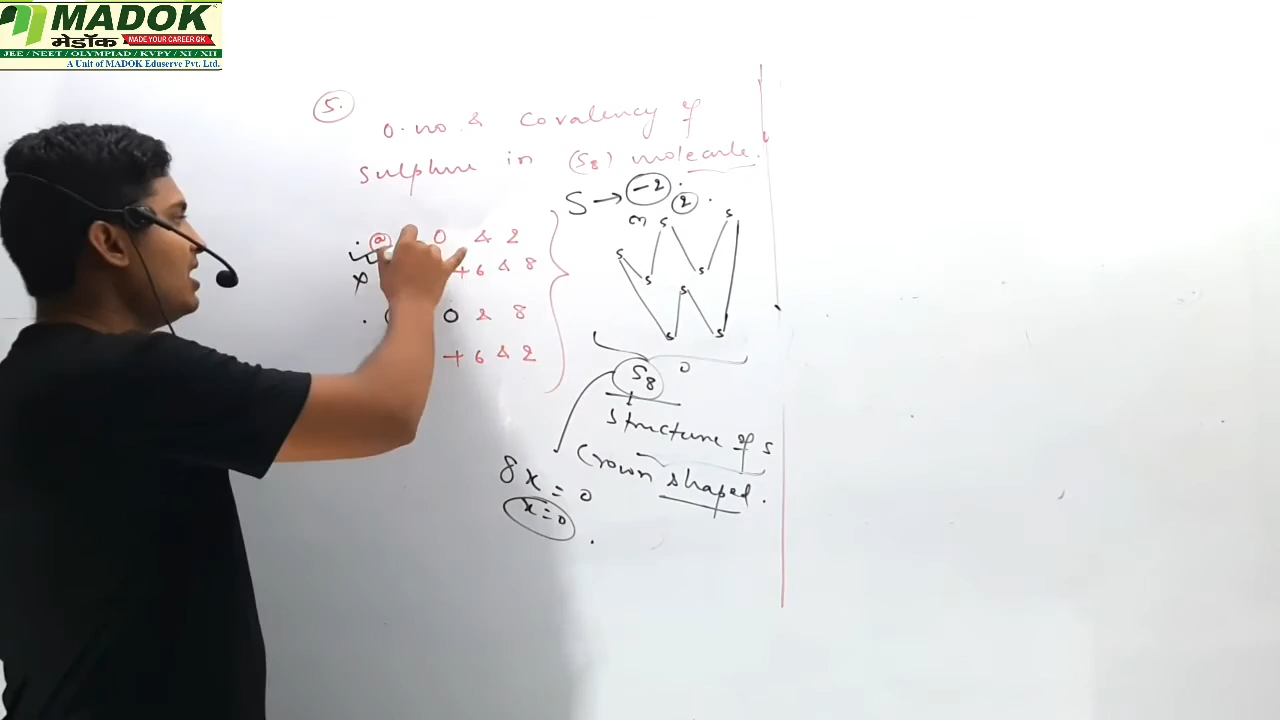 MADOK
मेडॉक MADE YOUR CAREER OK
JEE / NEET / OLYMPIAD / KVPY / XI / XII
A Unit of MADOK Eduserve Pvt. Ltd.
5.
O. no & Covalency of
Sulphur in (S8) molecule.
S → -2
2
(a) 0 & 2
+6 & 8
0 & 8
+6 & 2
S S S S S S S S
S8 0
structure of S
Crown shaped.
8x = 0
x = 0